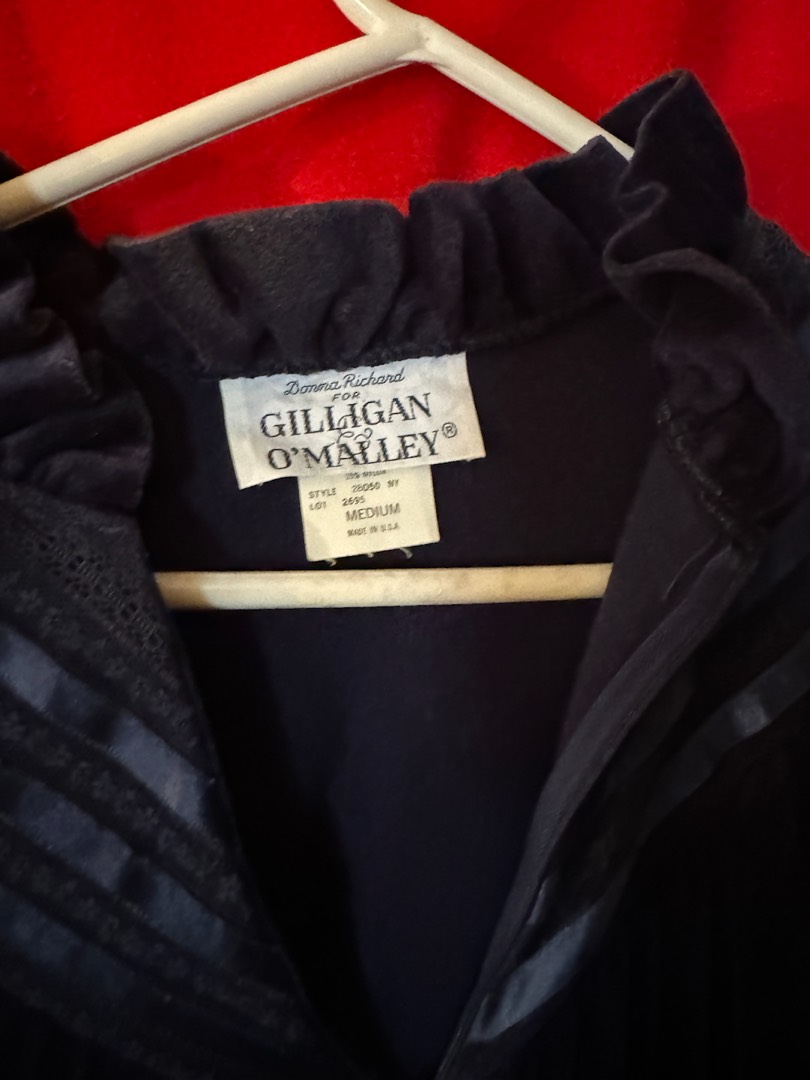 Donna Richard
FOR
GILLIGAN
&
O'MALLEY®
STYLE 28050 NY
LOT 2695
MEDIUM
MADE IN U.S.A.